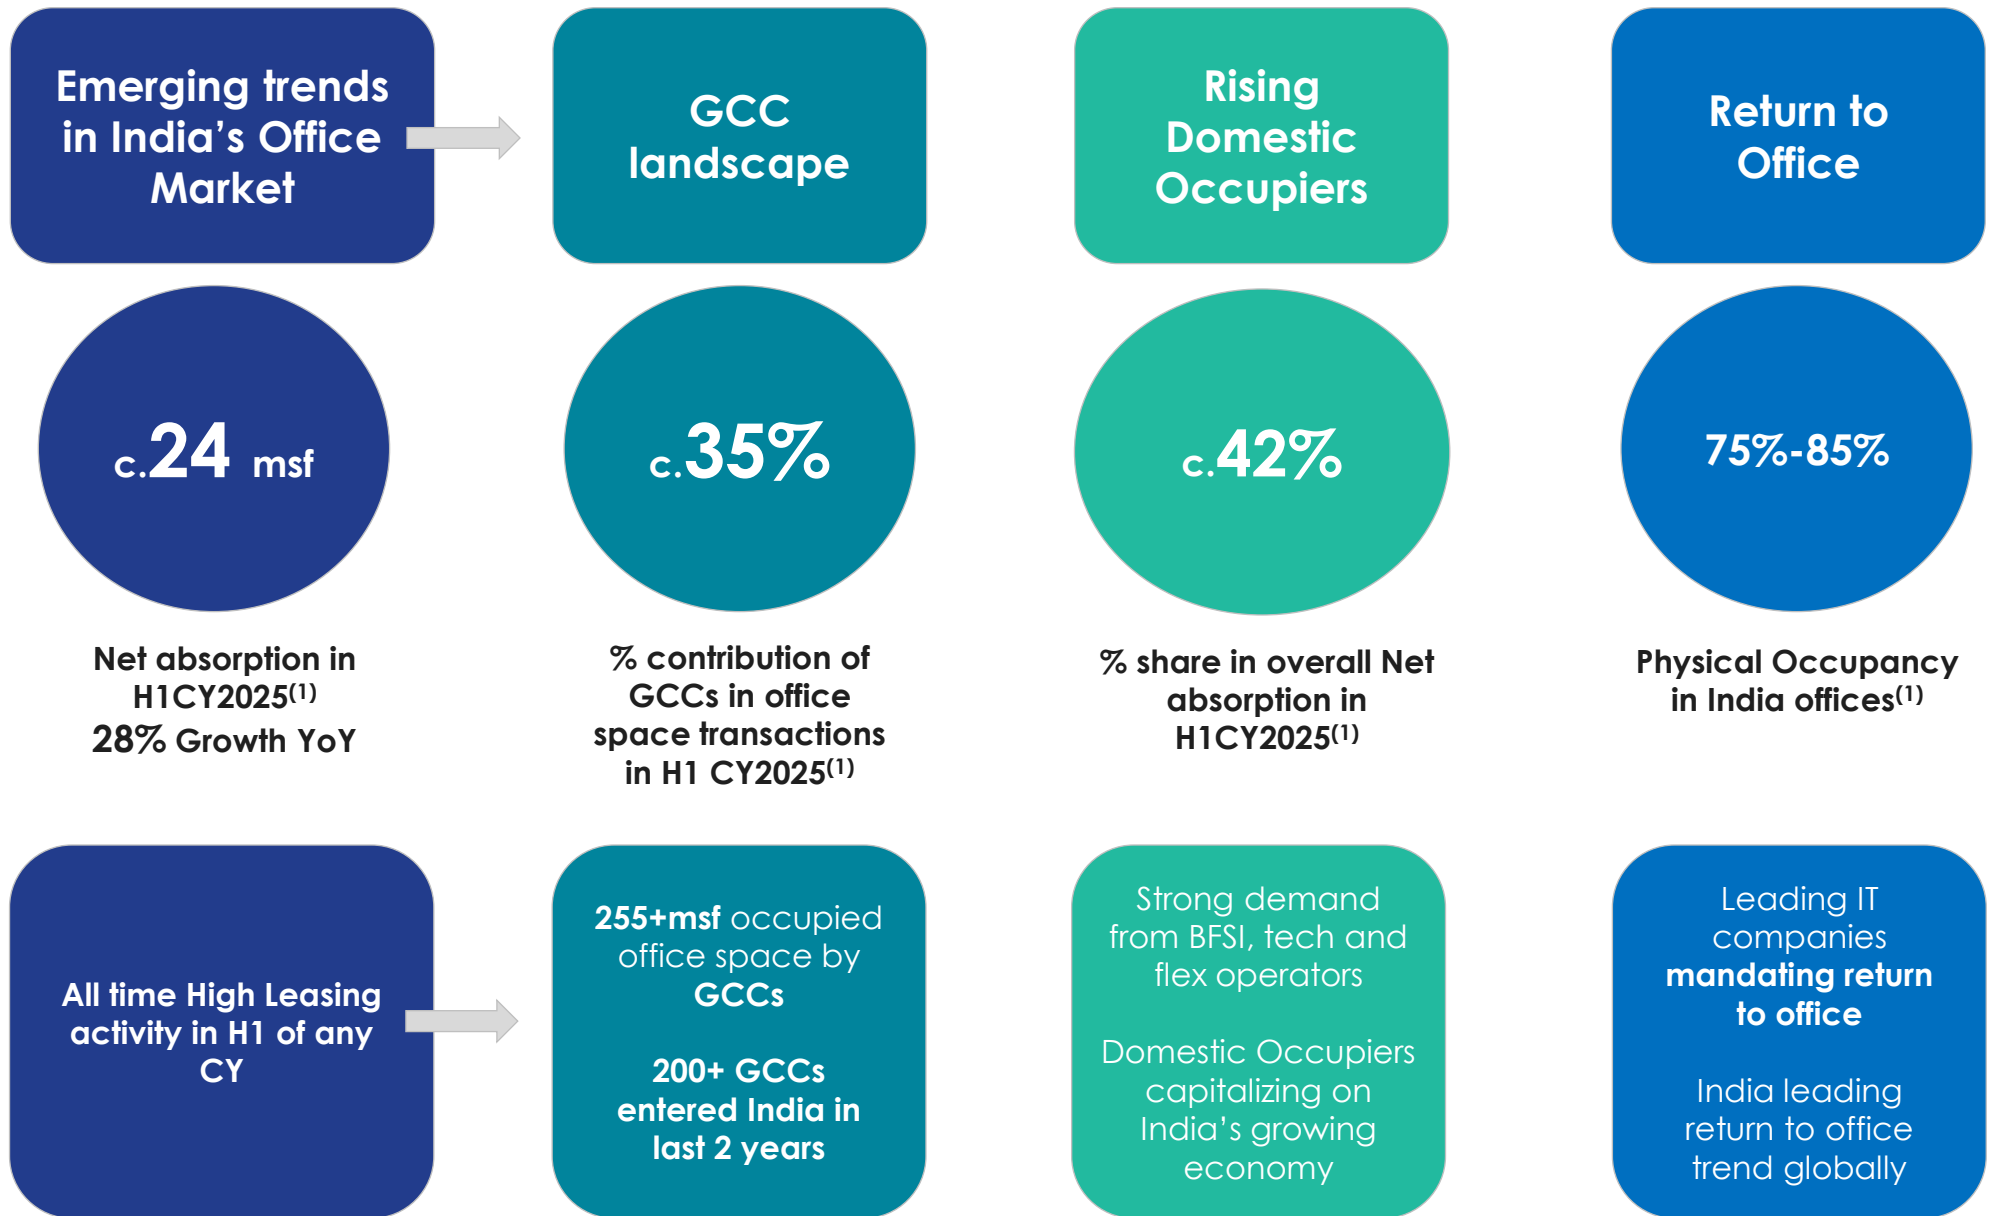 Emerging trends
in India’s Office
Market
GCC
landscape
Rising
Domestic
Occupiers
Return to
Office
c.24 msf
c.35%
c.42%
75%-85%
Net absorption in
H1CY2025(1)
28% Growth YoY
% contribution of
GCCs in office
space transactions
in H1 CY2025(1)
% share in overall Net
absorption in
H1CY2025(1)
Physical Occupancy
in India offices(1)
All time High Leasing
activity in H1 of any
CY
255+msf occupied
office space by
GCCs
200+ GCCs
entered India in
last 2 years
Strong demand
from BFSI, tech and
flex operators
Domestic Occupiers
capitalizing on
India’s growing
economy
Leading IT
companies
mandating return
to office
India leading
return to office
trend globally